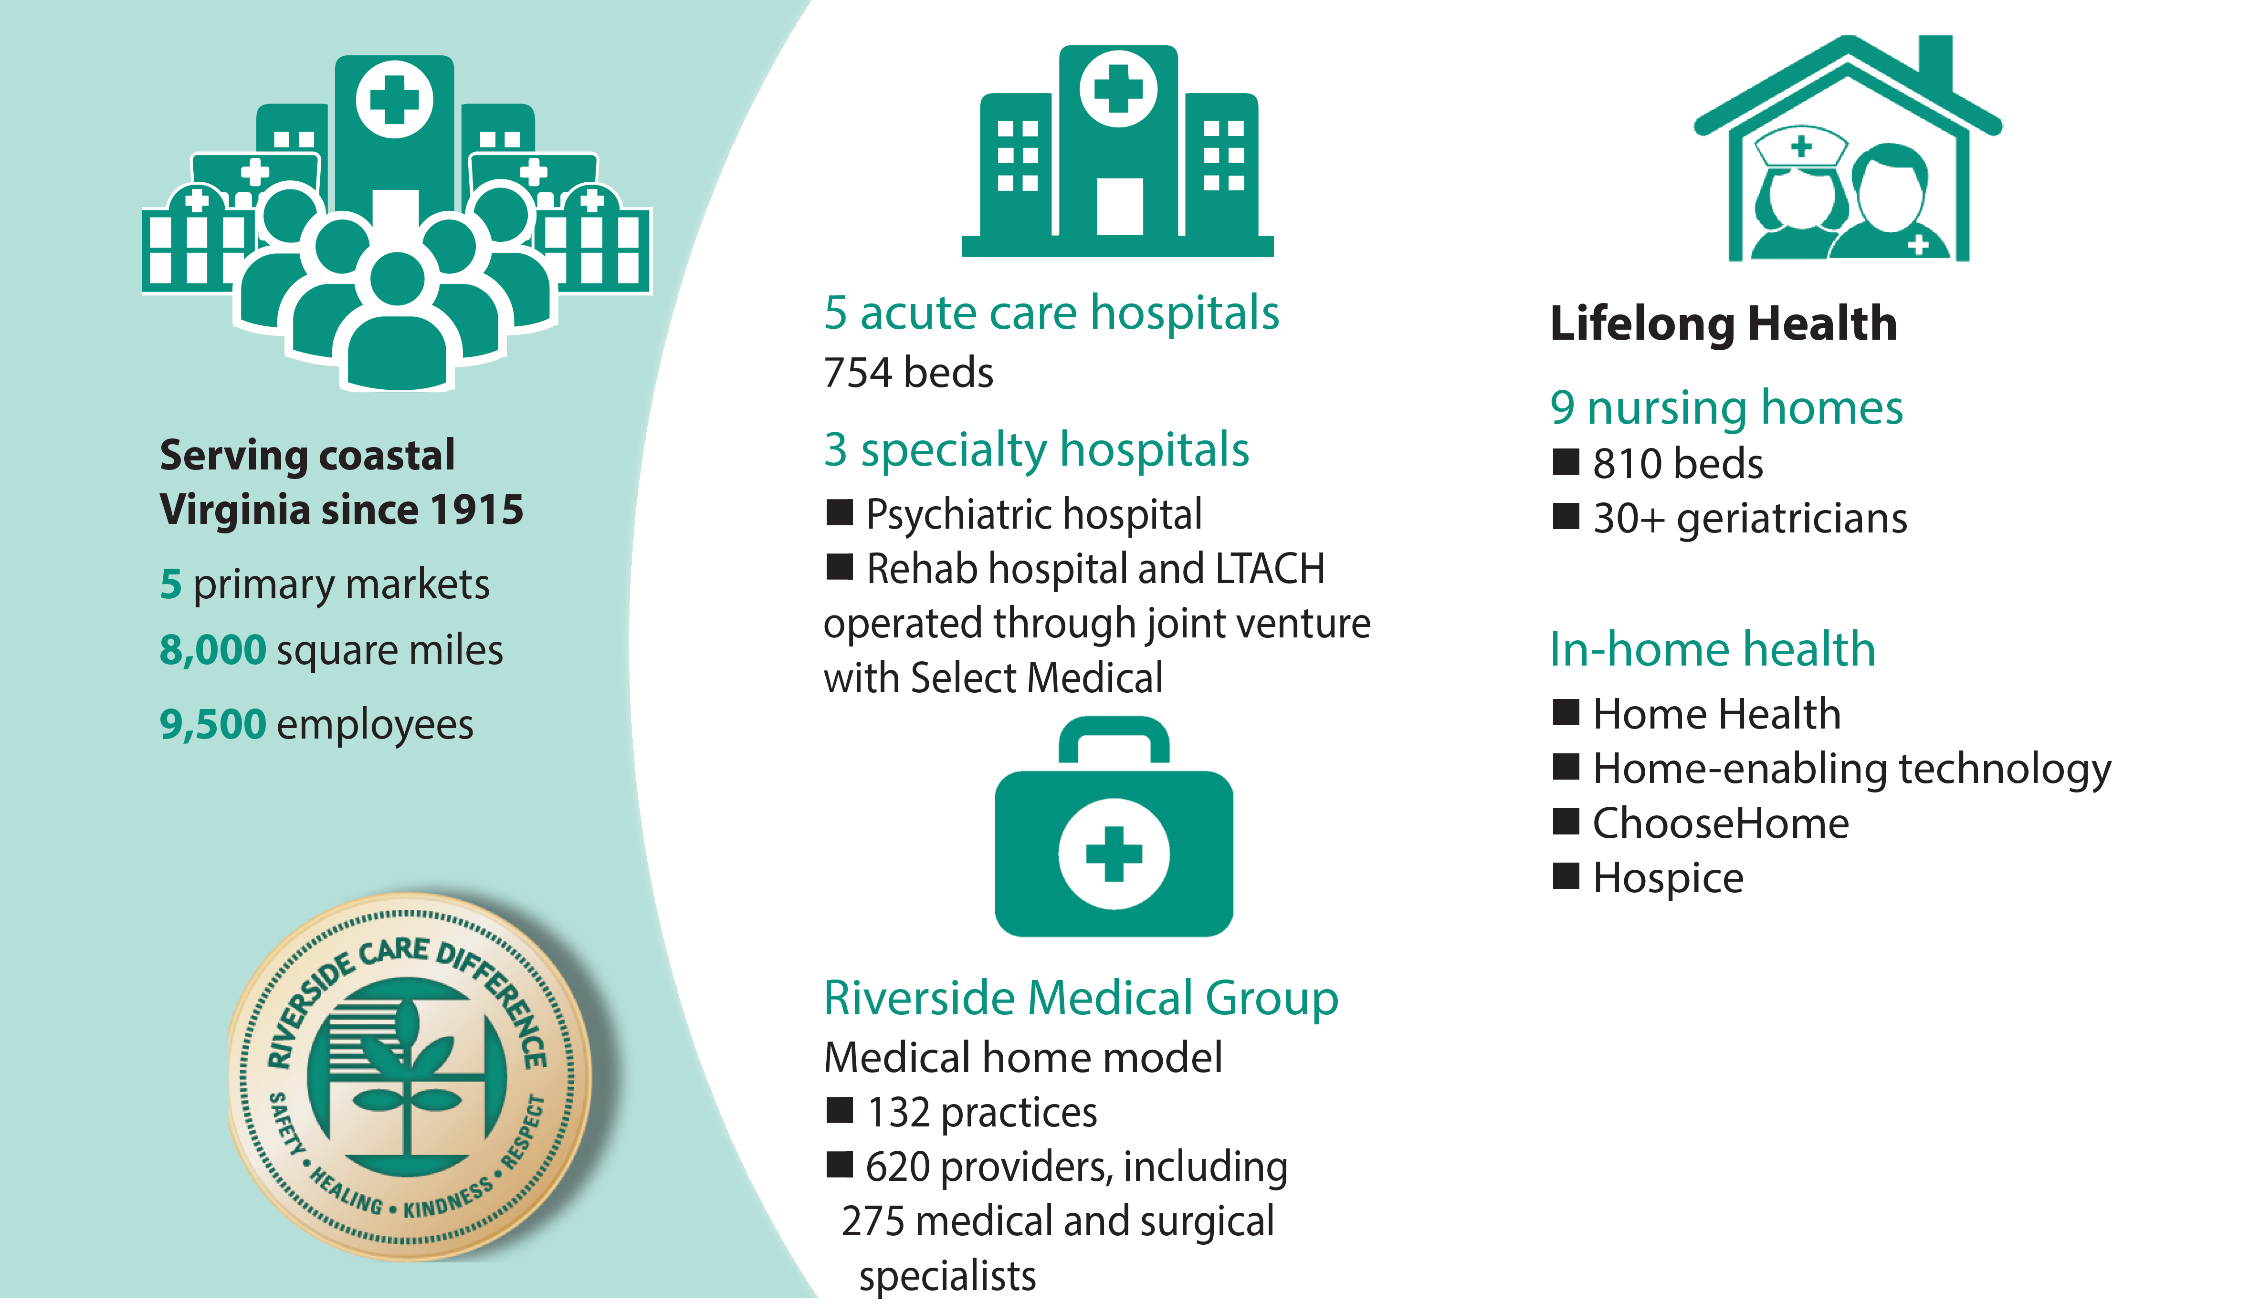 Serving coastal
Virginia since 1915
5 primary markets
8,000 square miles
9,500 employees
RIVERSIDE CARE DIFFERENCE
SAFETY • HEALING • KINDNESS • RESPECT
5 acute care hospitals
754 beds
3 specialty hospitals
■ Psychiatric hospital
■ Rehab hospital and LTACH
operated through joint venture
with Select Medical
Riverside Medical Group
Medical home model
■ 132 practices
■ 620 providers, including
275 medical and surgical
specialists
Lifelong Health
9 nursing homes
■ 810 beds
■ 30+ geriatricians
In-home health
■ Home Health
■ Home-enabling technology
■ ChooseHome
■ Hospice